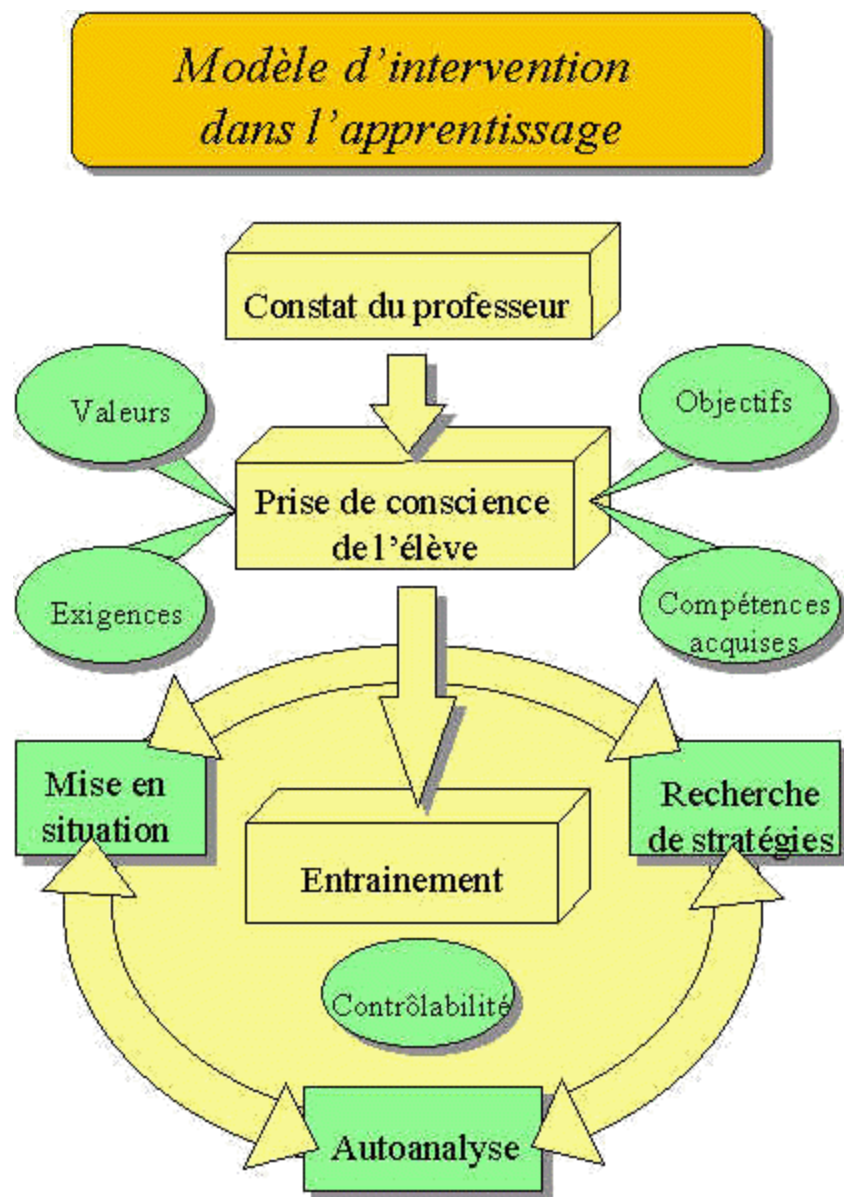 Modèle d'intervention
dans l'apprentissage
Constat du professeur
Valeurs
Objectifs
Prise de conscience
de l'élève
Exigences
Compétences
acquises
Mise en
situation
Recherche
de stratégies
Entrainement
Contrôlabilité
Autoanalyse